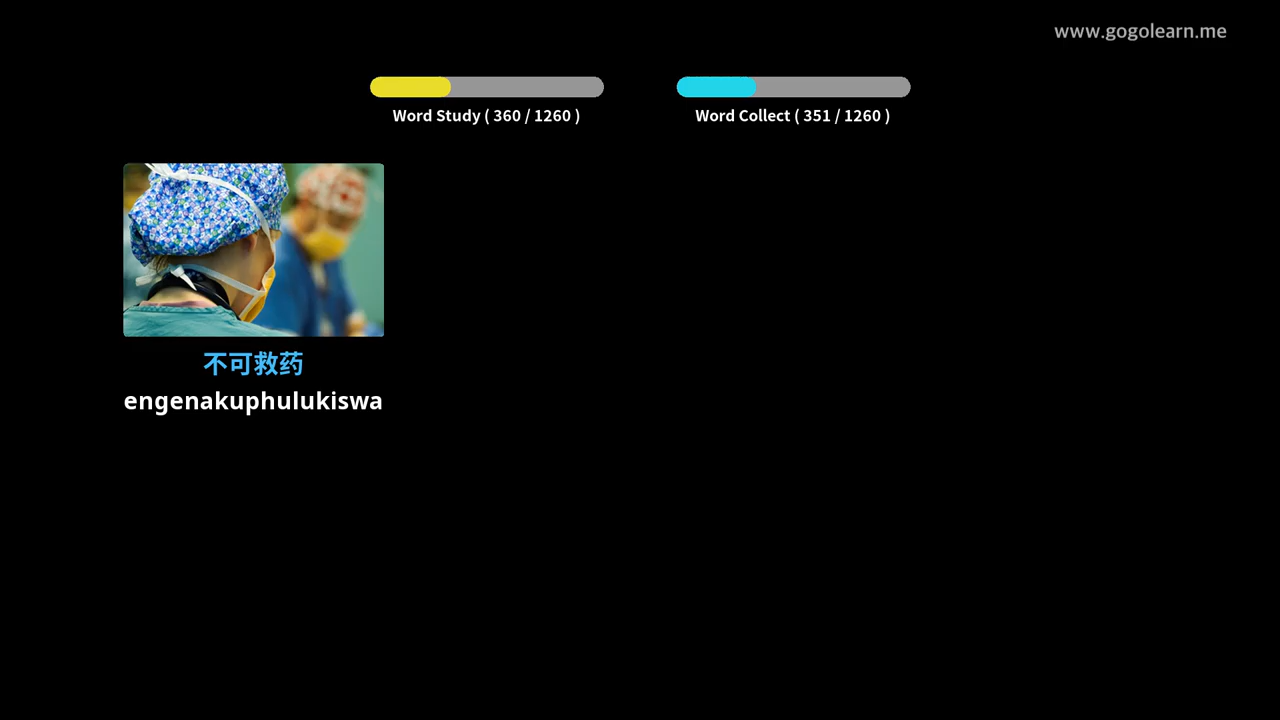 www.gogolearn.me
Word Study ( 360 / 1260 )
Word Collect ( 351 / 1260 )
不可救药
engenakuphulukiswa